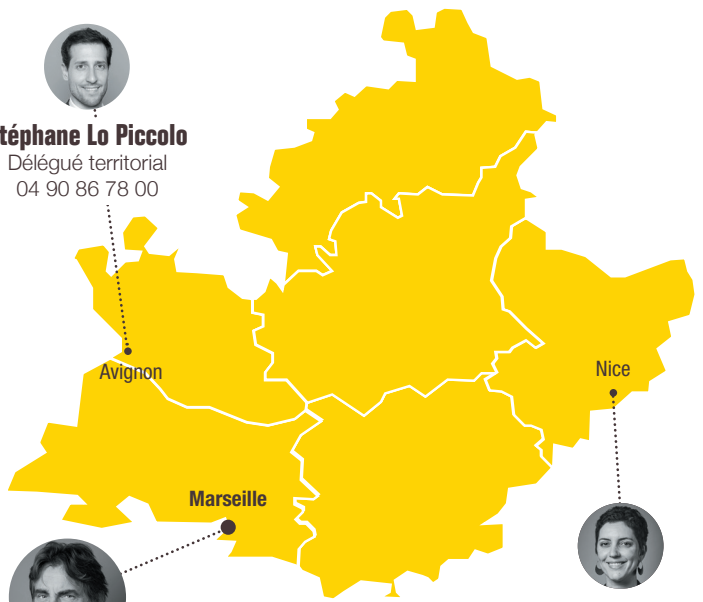 téphane Lo Piccolo
Délégué territorial
04 90 86 78 00
Avignon
Nice
Marseille